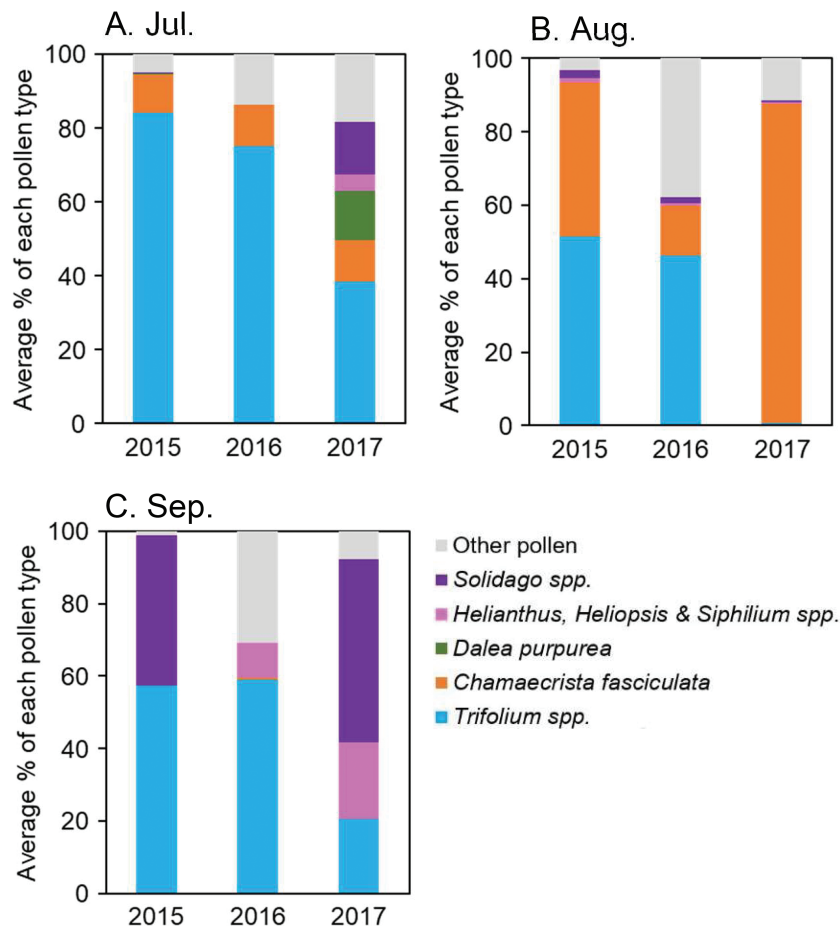 A. Jul.
Average % of each pollen type
100
80
60
40
20
0
2015 2016 2017
B. Aug.
Average % of each pollen type
100
80
60
40
20
0
2015 2016 2017
C. Sep.
Average % of each pollen type
100
80
60
40
20
0
2015 2016 2017
Other pollen
Solidago spp.
Helianthus, Heliopsis & Siphilium spp.
Dalea purpurea
Chamaecrista fasciculata
Trifolium spp.